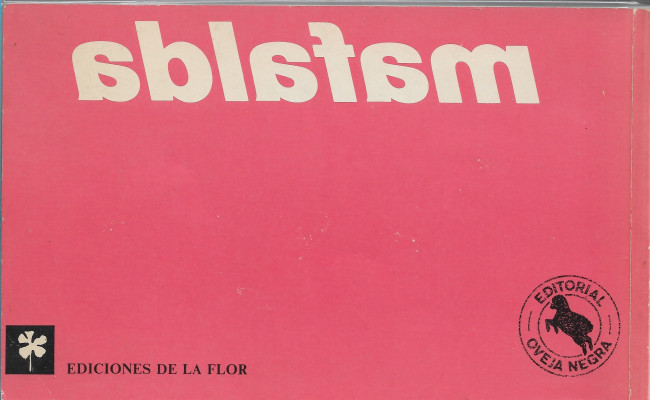 mafalda
EDITORIAL
OVEJA NEGRA
EDICIONES DE LA FLOR